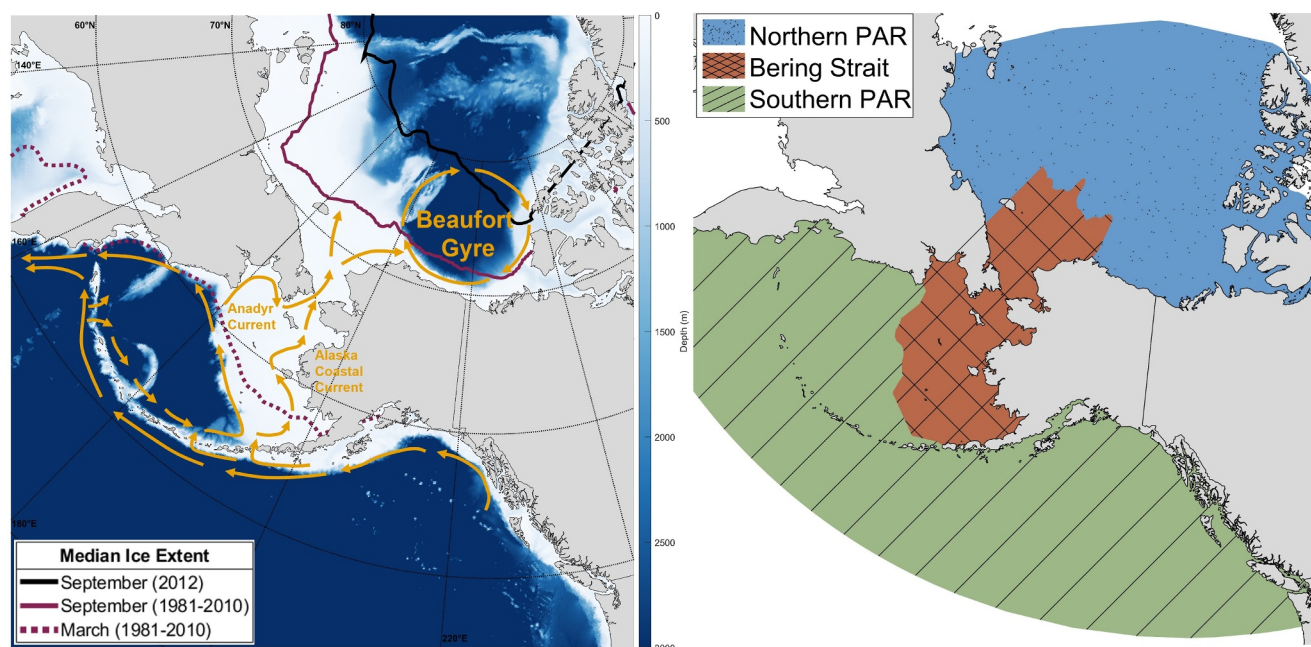 60°N
70°N
80°N
140°E
160°E
180°E
220°E
Beaufort
Gyre
Anadyr
Current
Alaska
Coastal
Current
Median Ice Extent
September (2012)
September (1981-2010)
March (1981-2010)
0
500
1000
1500
2000
2500
Depth (m)
Northern PAR
Bering Strait
Southern PAR